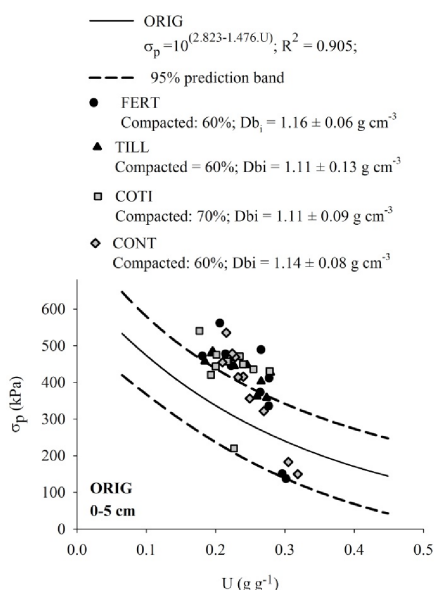 ORIG
σp=10(2.823-1.476.U); R2 = 0.905;
95% prediction band
FERT
Compacted: 60%; Dbi = 1.16 ± 0.06 g cm-3
TILL
Compacted = 60%; Dbi = 1.11 ± 0.13 g cm-3
COTI
Compacted: 70%; Dbi = 1.11 ± 0.09 g cm-3
CONT
Compacted: 60%; Dbi = 1.14 ± 0.08 g cm-3
600
500
400
300
200
100
0
σp (kPa)
ORIG
0-5 cm
0.0 0.1 0.2 0.3 0.4 0.5
U (g g-1)